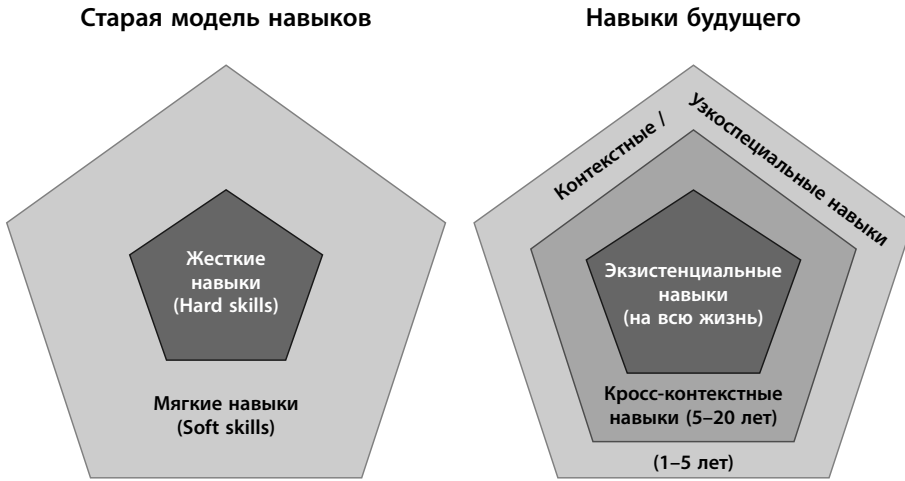 Старая модель навыков
Жесткие
навыки
(Hard skills)
Мягкие навыки
(Soft skills)
Навыки будущего
Контекстные /
Узкоспециальные навыки
Экзистенциальные
навыки
(на всю жизнь)
Кросс-контекстные
навыки (5–20 лет)
(1–5 лет)